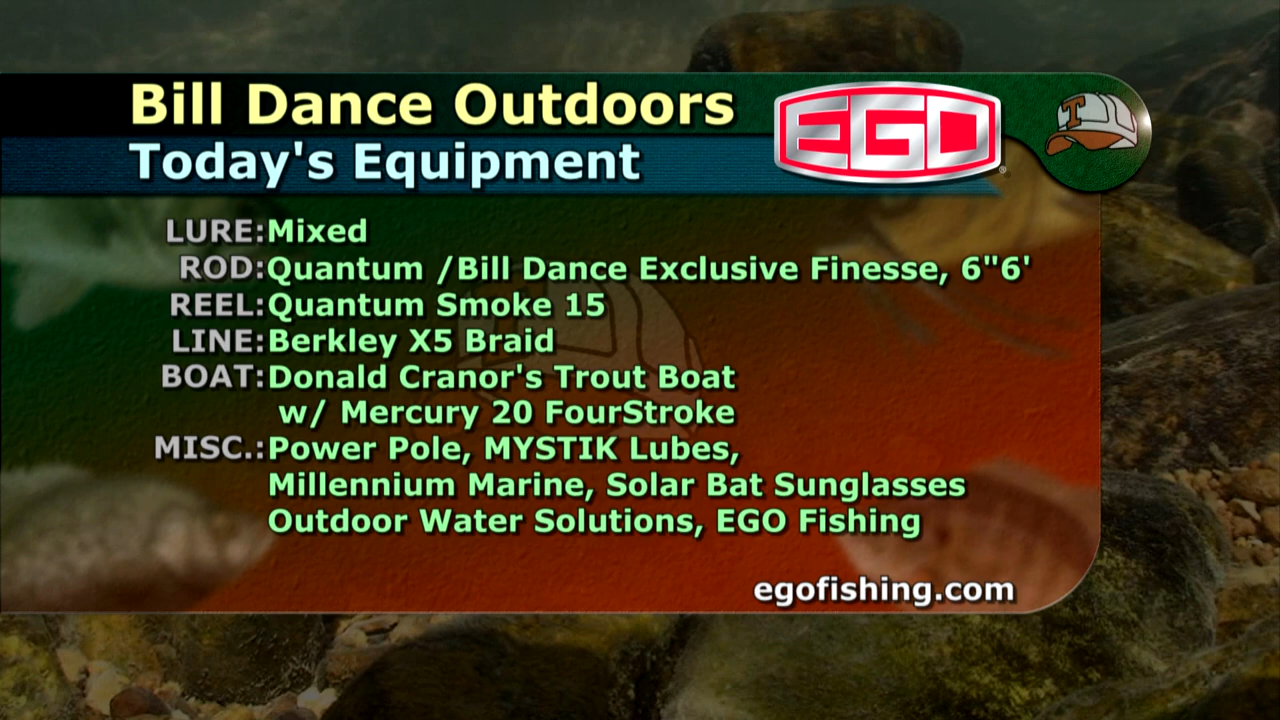 Bill Dance Outdoors
EGO
®
T
Today's Equipment
LURE: Mixed
ROD: Quantum /Bill Dance Exclusive Finesse, 6"6'
REEL: Quantum Smoke 15
LINE: Berkley X5 Braid
BOAT: Donald Cranor's Trout Boat
w/ Mercury 20 FourStroke
MISC.: Power Pole, MYSTIK Lubes,
Millennium Marine, Solar Bat Sunglasses
Outdoor Water Solutions, EGO Fishing
egofishing.com